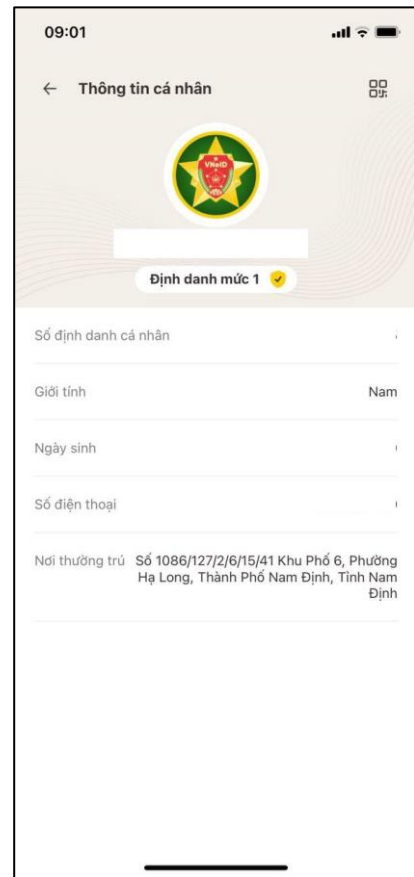 09:01
Thông tin cá nhân
VNeID
Định danh mức 1
Số định danh cá nhân
Giới tính Nam
Ngày sinh
Số điện thoại
Nơi thường trú Số 1086/127/2/6/15/41 Khu Phố 6, Phường
Hạ Long, Thành Phố Nam Định, Tỉnh Nam
Định